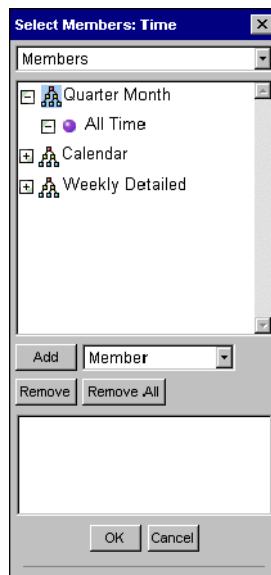 Select Members: Time
Members
Quarter Month
All Time
Calendar
Weekly Detailed
Add Member
Remove Remove All
OK Cancel